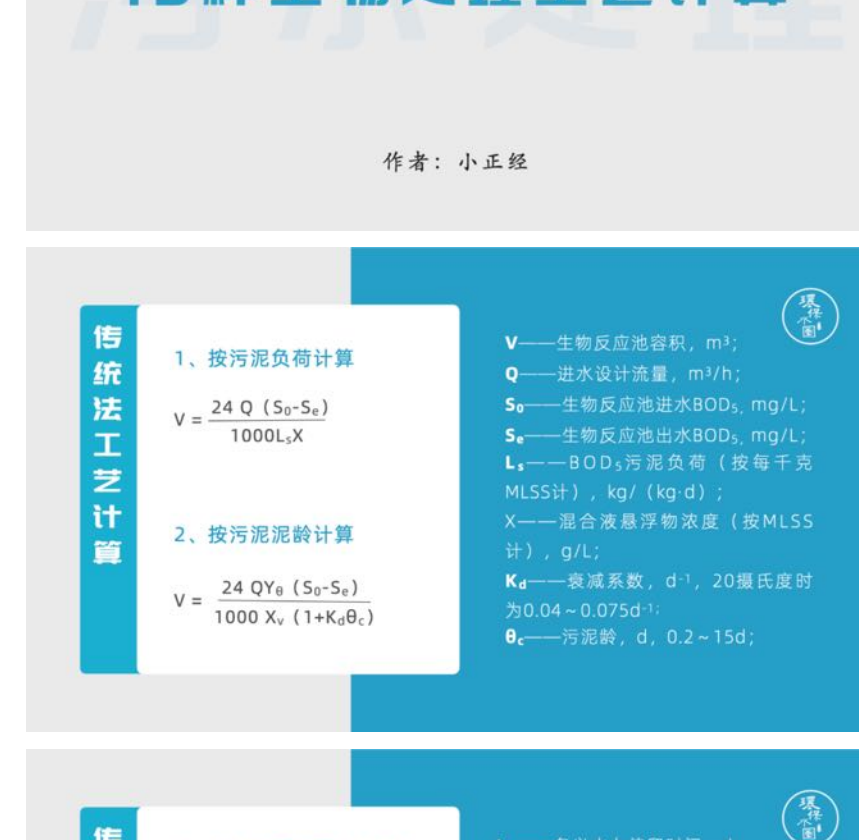 作者：小正经
环保水圈
传统法工艺计算
1、按污泥负荷计算
V = 24 Q（S₀-Sₑ） / 1000LₛX
2、按污泥泥龄计算
V = 24 QYθ（S₀-Sₑ） / 1000 Xᵥ（1+K_dθ_c）
V——生物反应池容积，m³;
Q——进水设计流量，m³/h;
S₀——生物反应池进水BOD₅, mg/L;
Sₑ——生物反应池出水BOD₅, mg/L;
Lₛ——BOD₅污泥负荷（按每千克
MLSS计）, kg/（kg·d）;
X——混合液悬浮物浓度（按MLSS
计）, g/L;
K_d——衰减系数，d⁻¹，20摄氏度时
为0.04～0.075d⁻¹;
θ_c——污泥龄，d，0.2～15d;
环保水圈
传